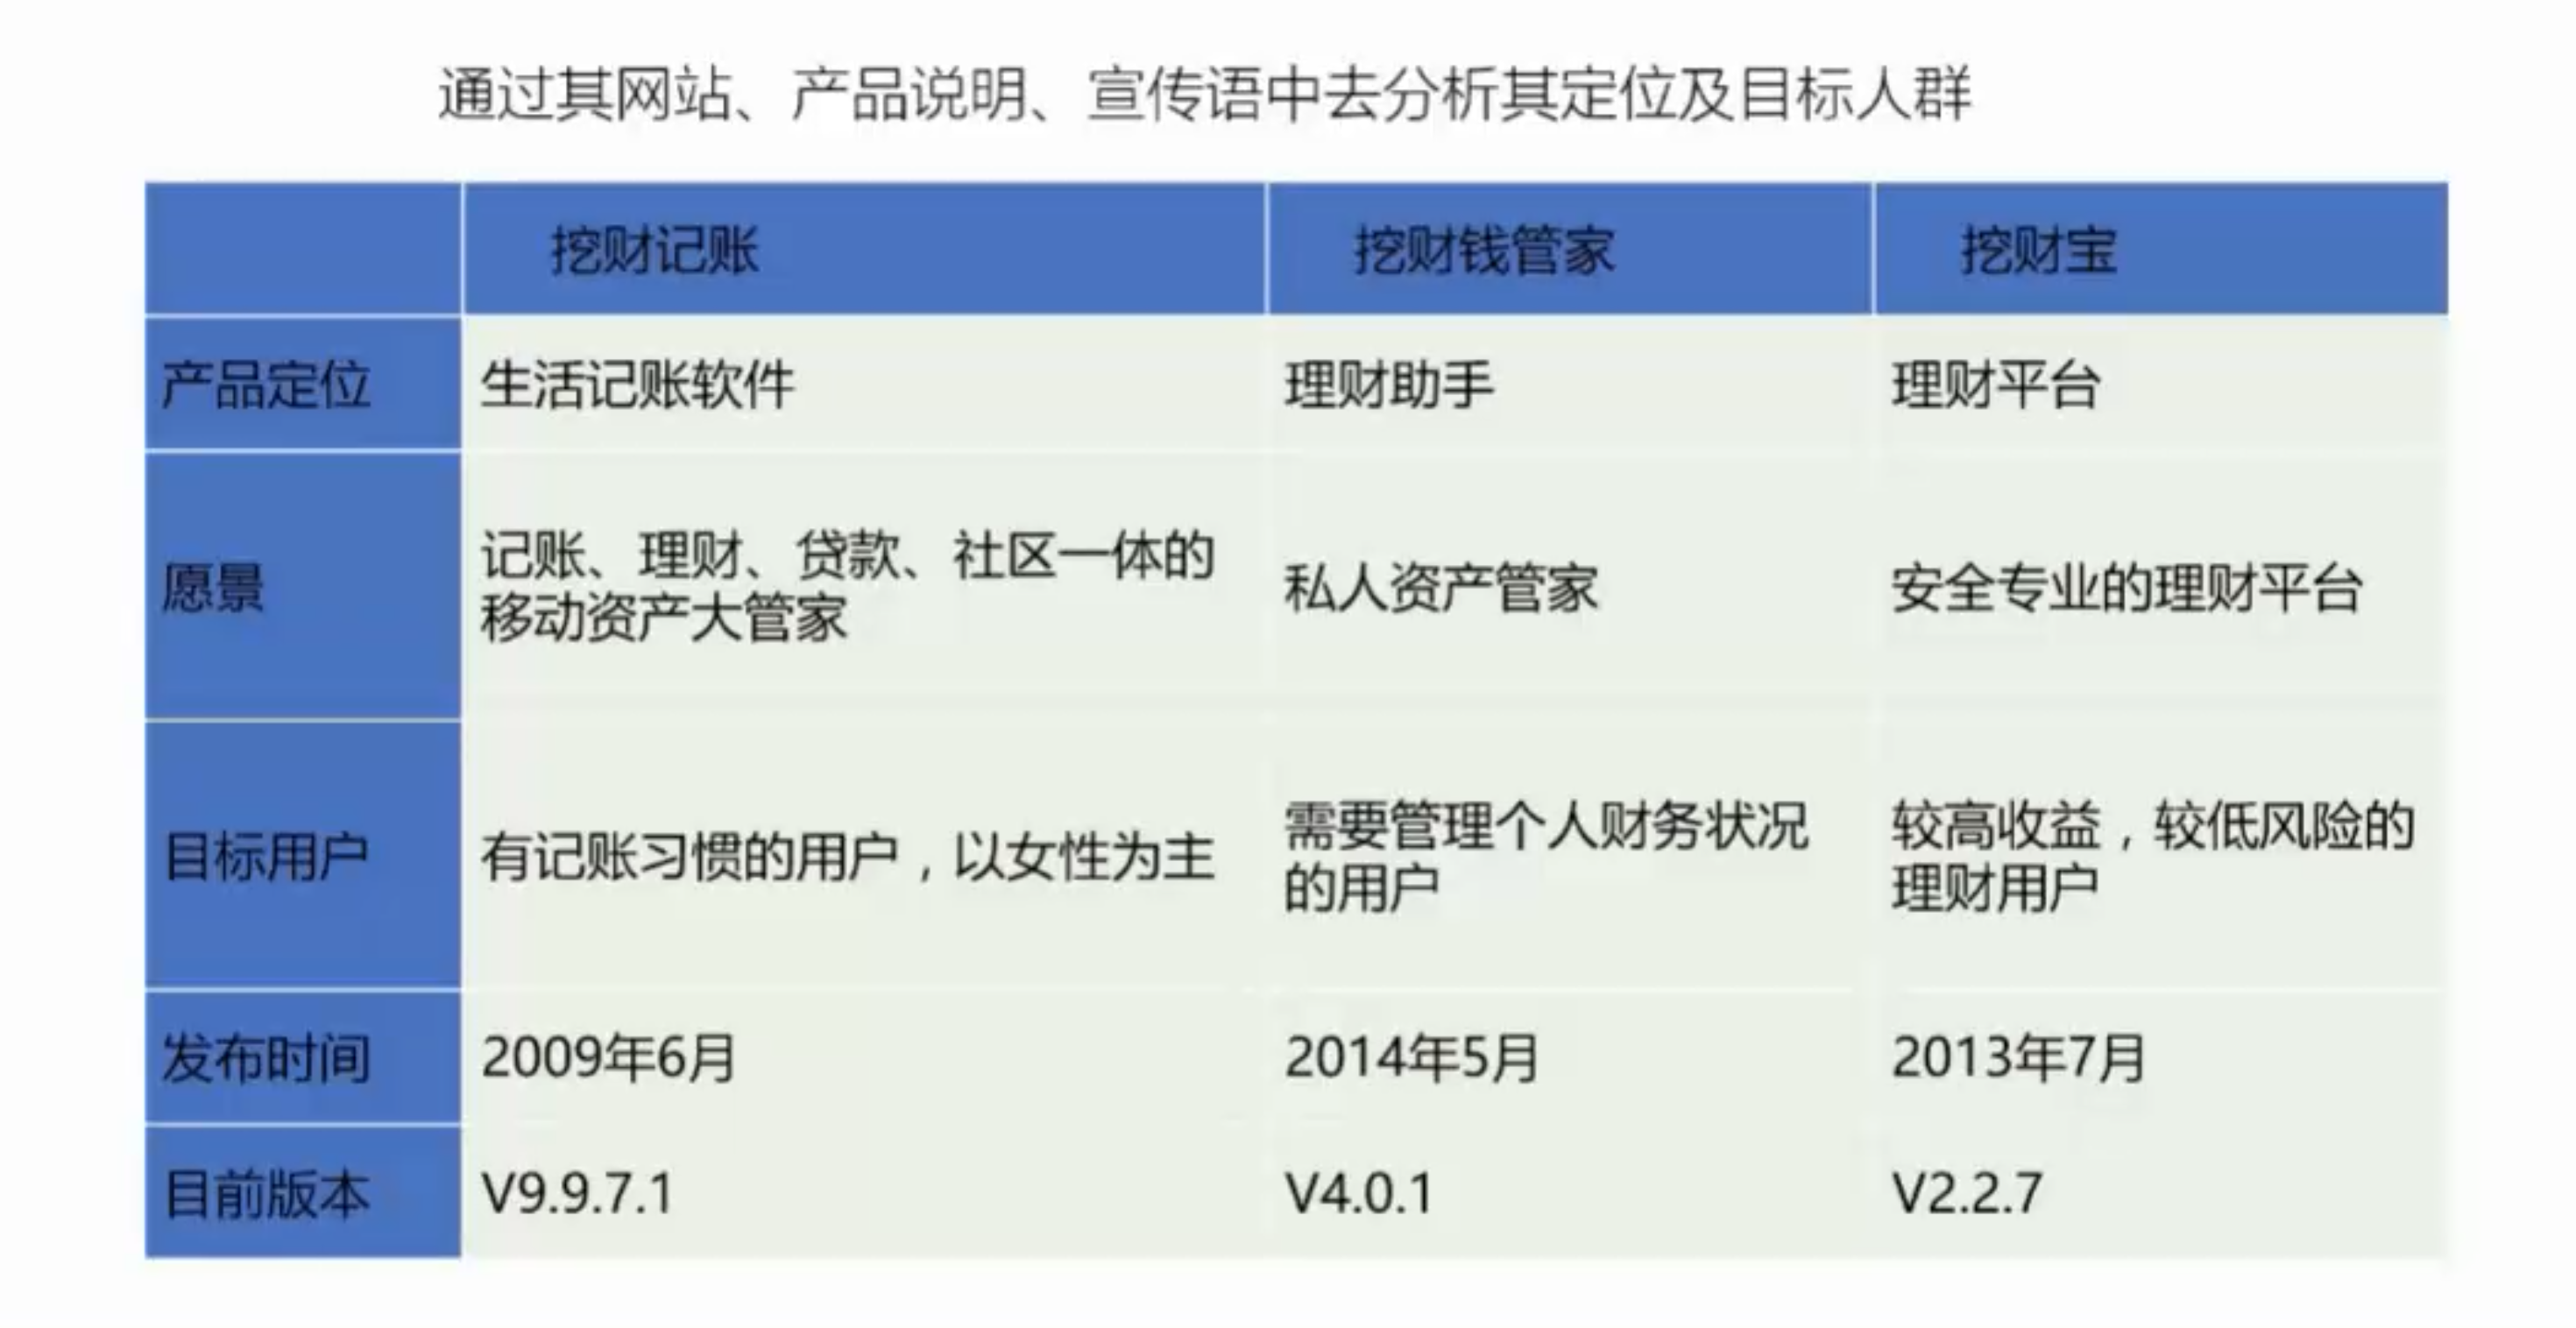 通过其网站、产品说明、宣传语中去分析其定位及目标人群
挖财记账 挖财钱管家 挖财宝
产品定位 生活记账软件 理财助手 理财平台
愿景 记账、理财、贷款、社区一体的
移动资产大管家 私人资产管家 安全专业的理财平台
目标用户 有记账习惯的用户，以女性为主 需要管理个人财务状况
的用户 较高收益，较低风险的
理财用户
发布时间 2009年6月 2014年5月 2013年7月
目前版本 V9.9.7.1 V4.0.1 V2.2.7